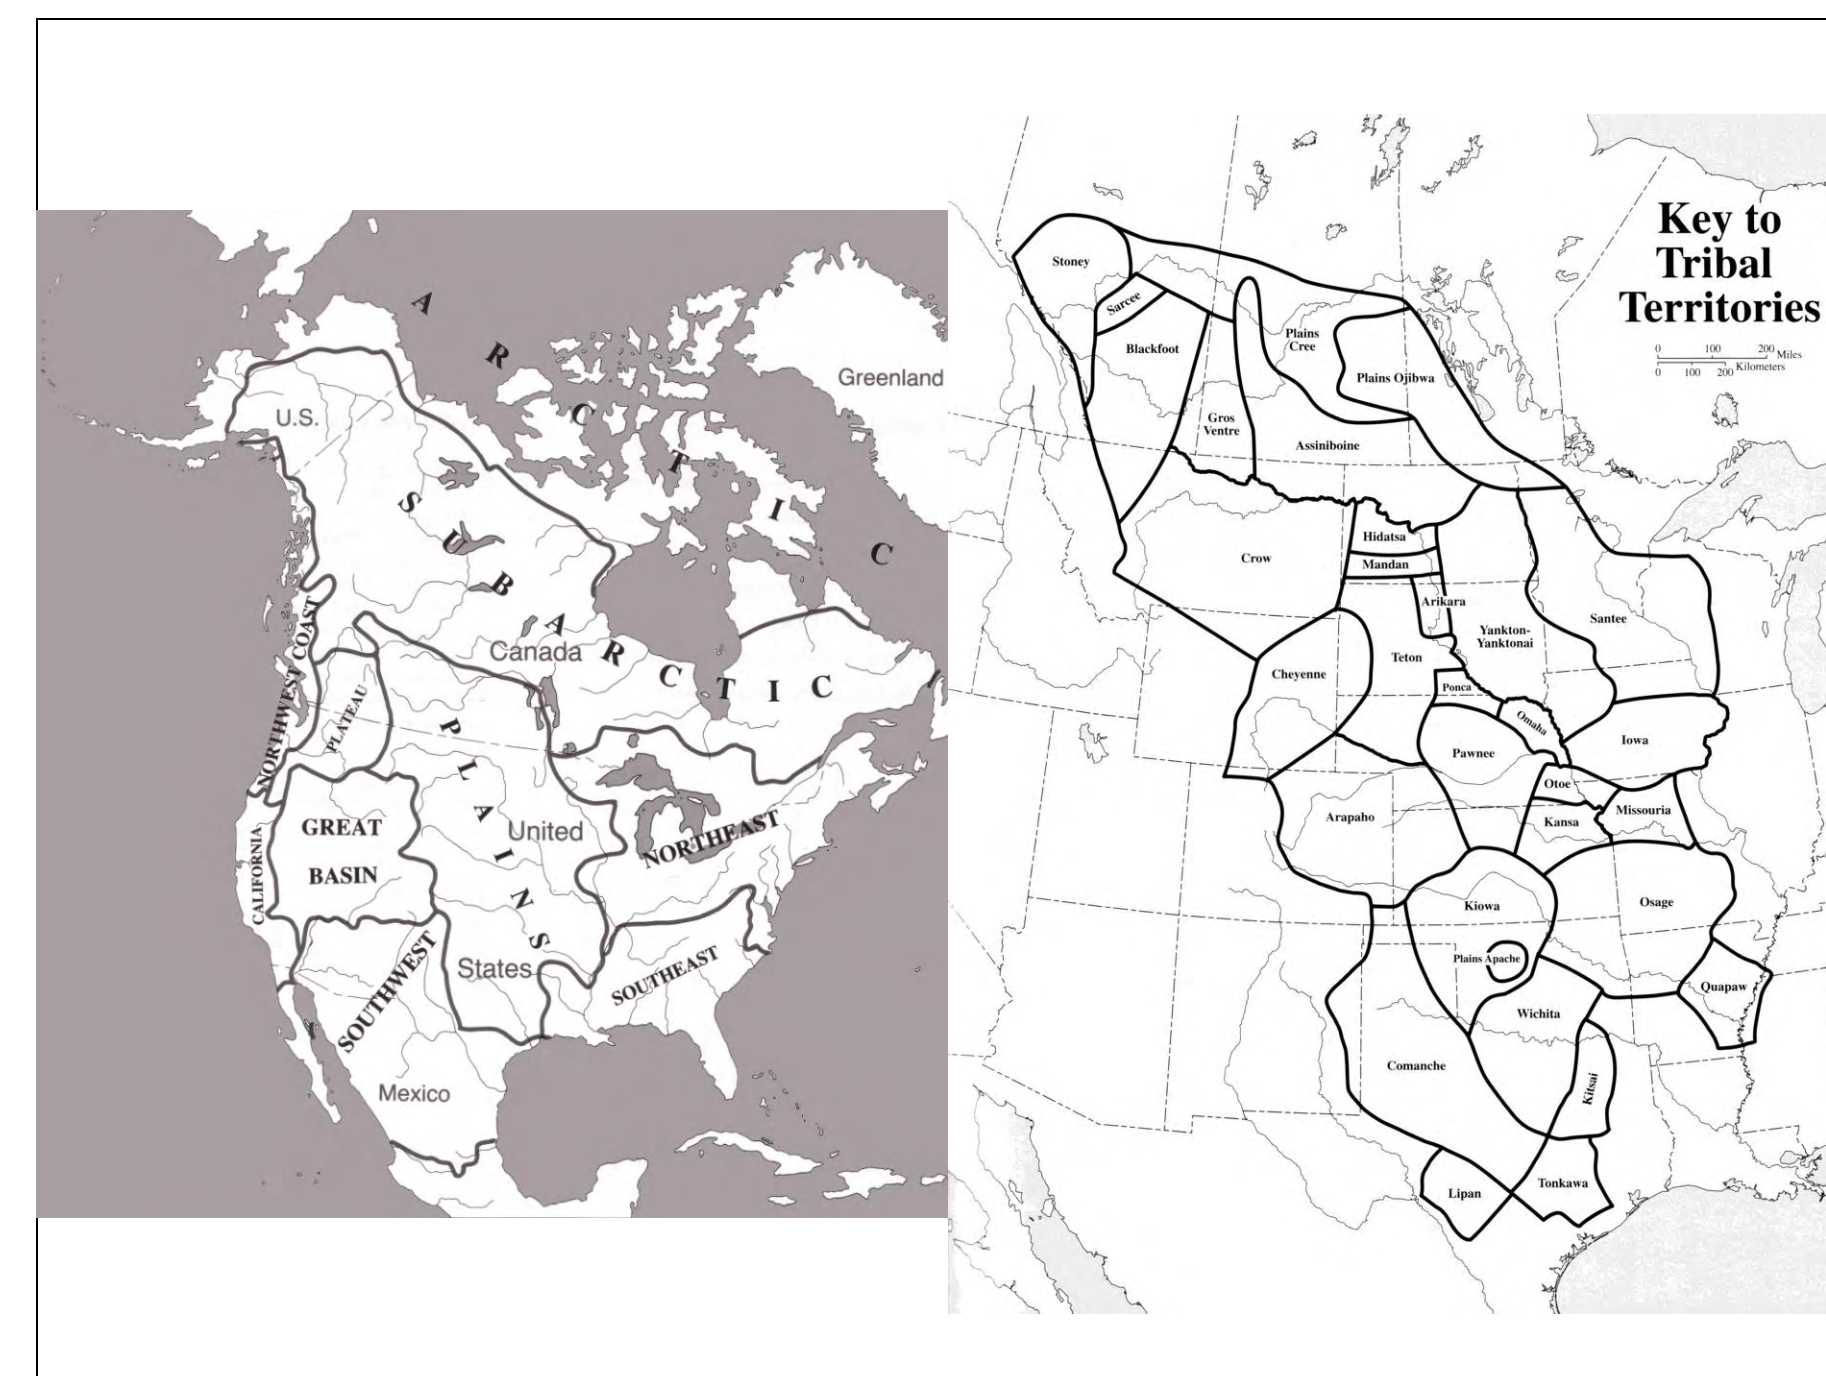 ARCTIC
Greenland
U.S.
SUBARCTIC
Canada
NORTHWEST COAST
PLATEAU
PLAINS
GREAT
BASIN
CALIFORNIA
United
NORTHEAST
States
SOUTHWEST
SOUTHEAST
Mexico
Key to
Tribal
Territories
0 100 200 Miles
0 100 200 Kilometers
Stoney
Sarcee
Blackfoot
Plains
Cree
Plains Ojibwa
Gros
Ventre
Assiniboine
Crow
Hidatsa
Mandan
Arikara
Yankton-
Yanktonai
Santee
Teton
Cheyenne
Ponca
Omaha
Pawnee
Iowa
Otoe
Missouria
Kansa
Arapaho
Kiowa
Osage
Plains Apache
Quapaw
Wichita
Comanche
Kitsai
Lipan
Tonkawa